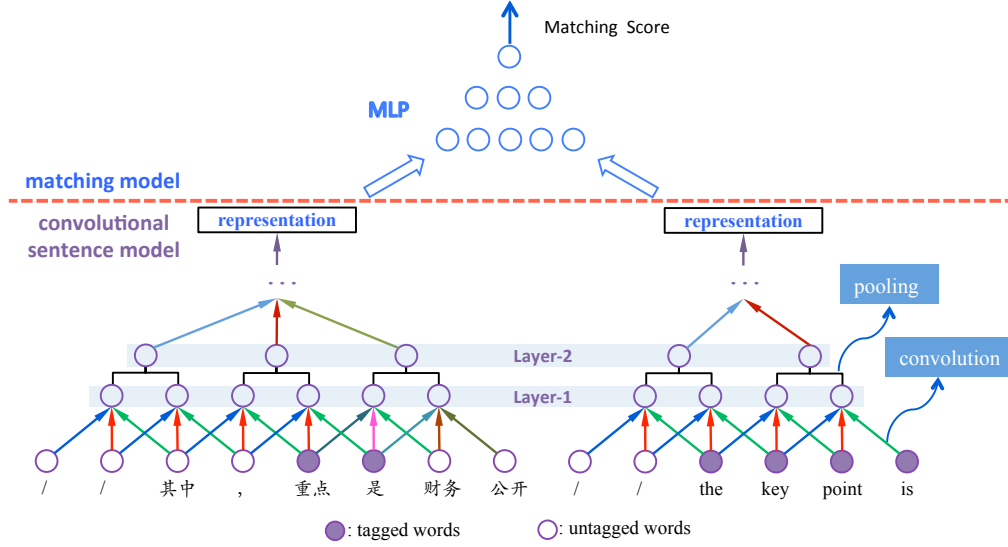 Matching Score
MLP
matching model
convolutional
sentence model
representation
representation
...
...
pooling
convolution
Layer-2
Layer-1
/ / 其中 , 重点 是 财务 公开 / / the key point is
: tagged words : untagged words